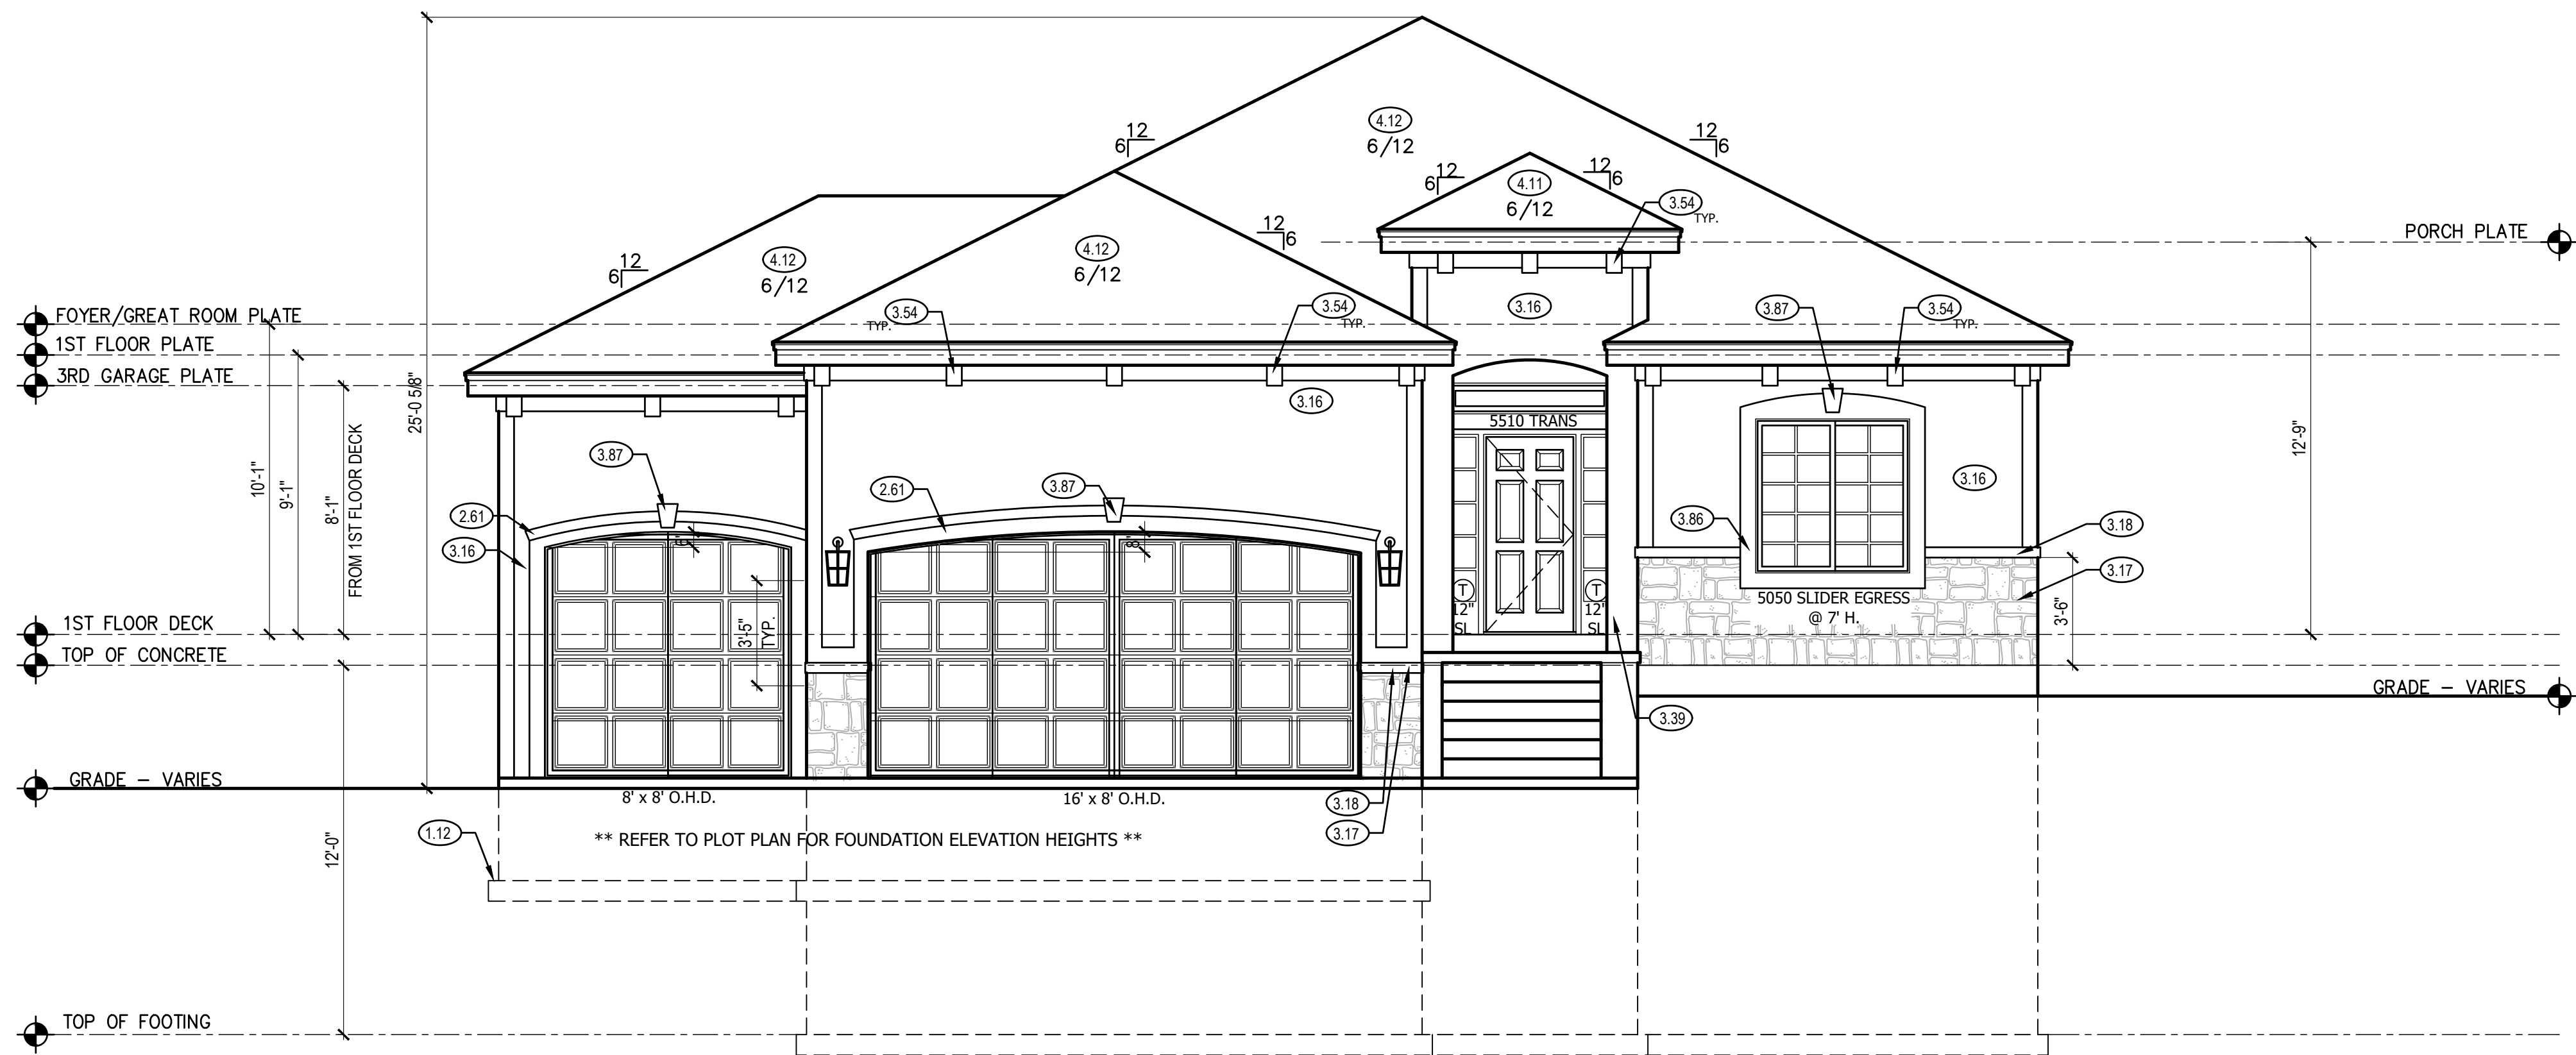 4.12
6/12
12
6
12
6
4.11
6/12
12
6
12
6
3.54
TYP.
4.12
6/12
4.12
6/12
12
6
12
6
PORCH PLATE
FOYER/GREAT ROOM PLATE
1ST FLOOR PLATE
3RD GARAGE PLATE
3.54
TYP.
3.54
TYP.
3.16
3.87
3.54
TYP.
25'-0 5/8"
10'-1"
9'-1"
8'-1"
FROM 1ST FLOOR DECK
12'-9"
3.16
5510 TRANS
3.87
2.61
3.87
3.16
2.61
3.16
3.86
3.18
3.17
8"
3'-5"
TYP.
T
12"
SL
T
12"
SL
5050 SLIDER EGRESS
@ 7' H.
3'-6"
1ST FLOOR DECK
TOP OF CONCRETE
GRADE - VARIES
3.39
GRADE - VARIES
8' x 8' O.H.D.
16' x 8' O.H.D.
3.18
3.17
1.12
** REFER TO PLOT PLAN FOR FOUNDATION ELEVATION HEIGHTS **
12'-0"
TOP OF FOOTING